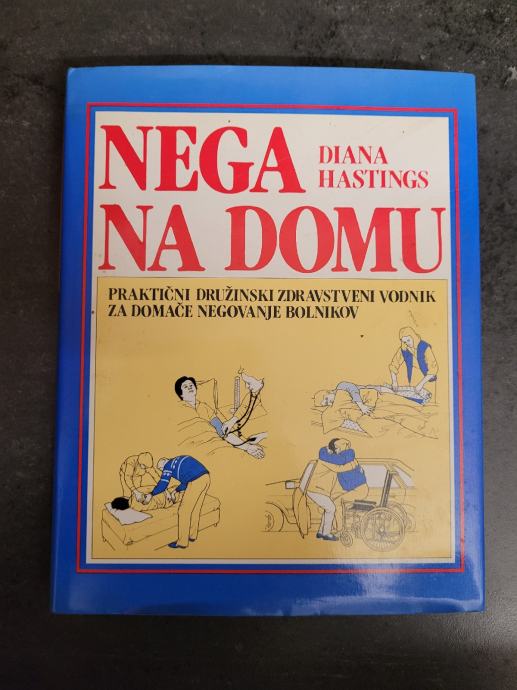 NEGA
DIANA
HASTINGS
NA DOMU
PRAKTIČNI DRUŽINSKI ZDRAVSTVENI VODNIK
ZA DOMAČE NEGOVANJE BOLNIKOV